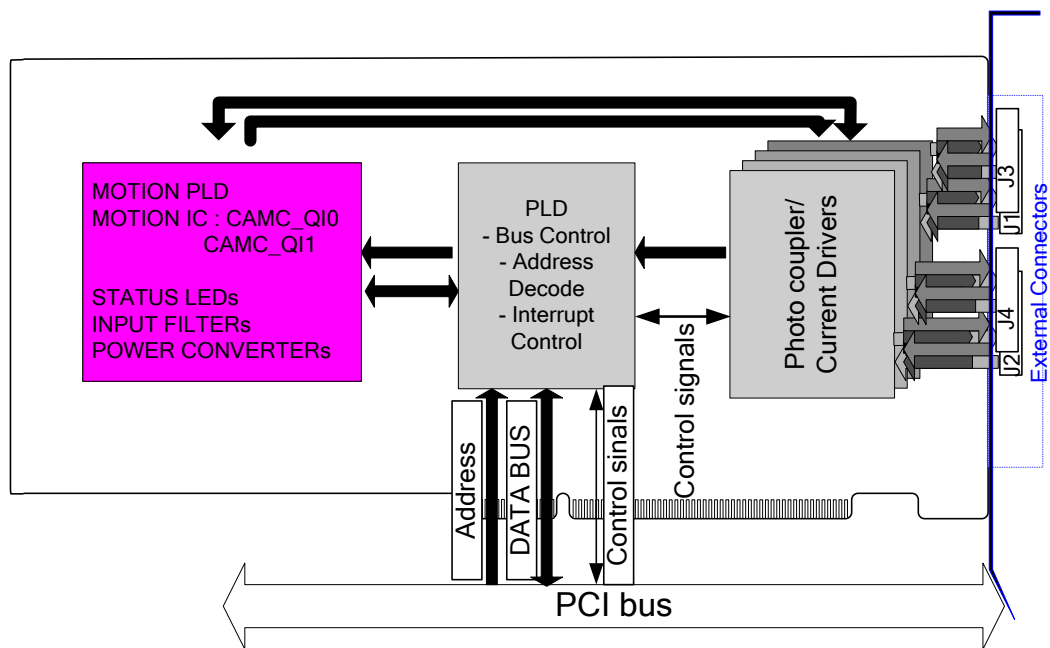 MOTION PLD
MOTION IC : CAMC_QI0
CAMC_QI1
STATUS LEDs
INPUT FILTERs
POWER CONVERTERs
PLD
- Bus Control
- Address
Decode
- Interrupt
Control
Photo coupler/
Current Drivers
J3
J1
J4
J2
External Connectors
Address
DATA BUS
Control sinals
Control signals
PCI bus